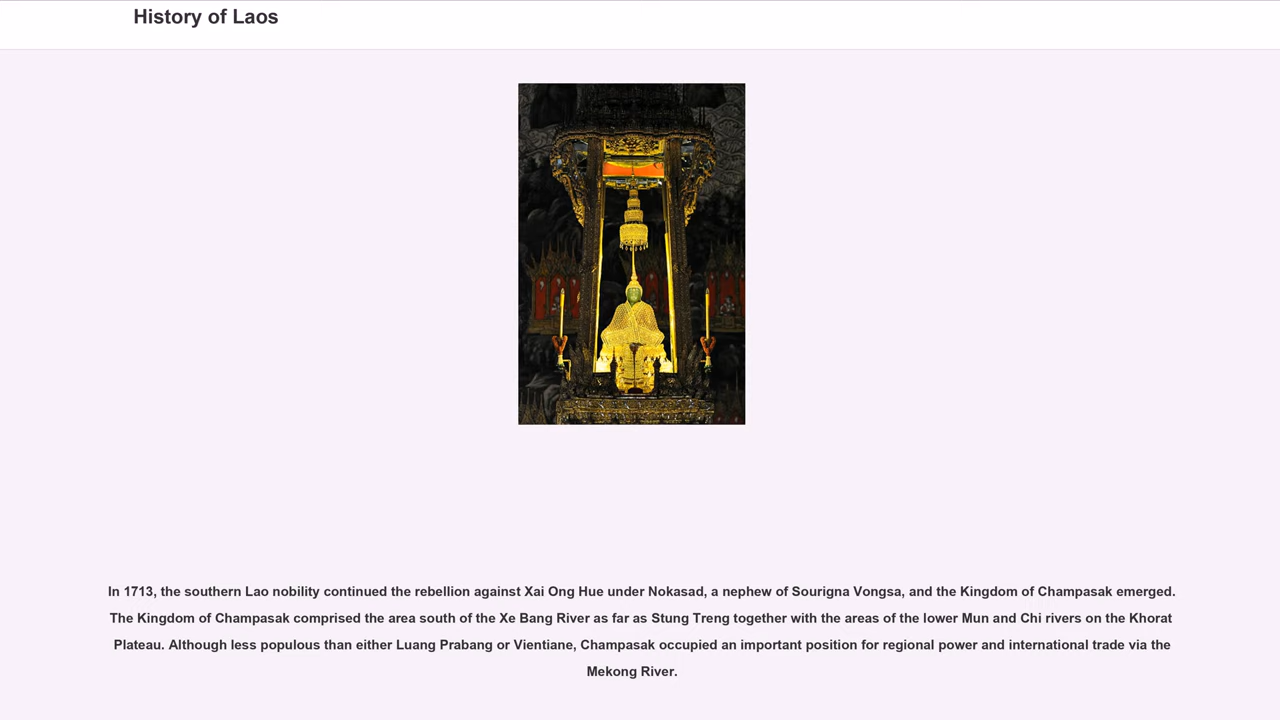 History of Laos
In 1713, the southern Lao nobility continued the rebellion against Xai Ong Hue under Nokasad, a nephew of Sourigna Vongsa, and the Kingdom of Champasak emerged.
The Kingdom of Champasak comprised the area south of the Xe Bang River as far as Stung Treng together with the areas of the lower Mun and Chi rivers on the Khorat
Plateau. Although less populous than either Luang Prabang or Vientiane, Champasak occupied an important position for regional power and international trade via the
Mekong River.